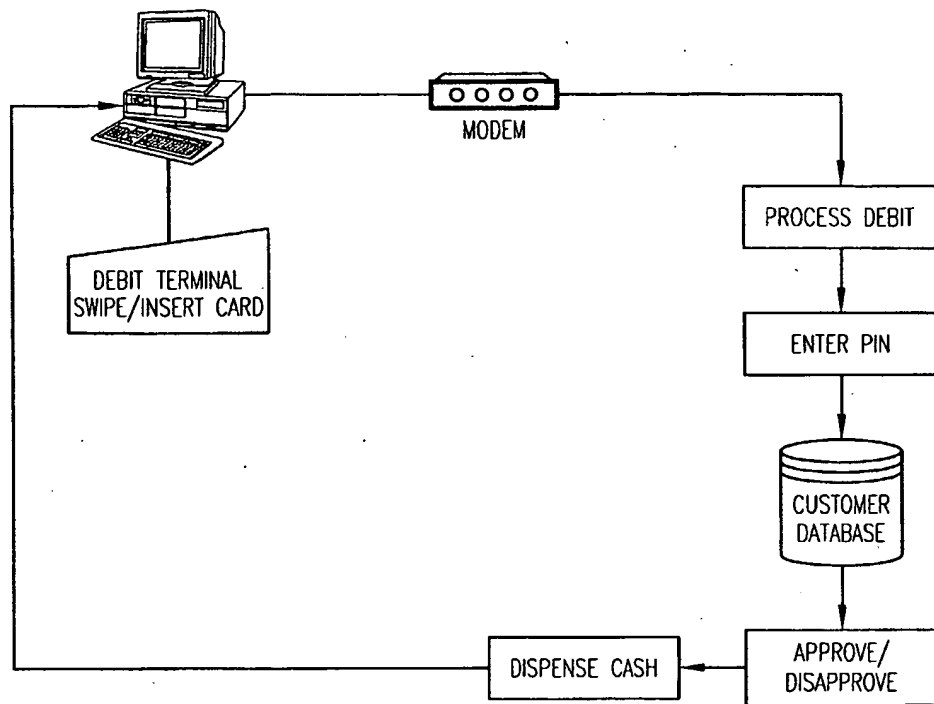 MODEM
PROCESS DEBIT
DEBIT TERMINAL
SWIPE/INSERT CARD
ENTER PIN
CUSTOMER
DATABASE
DISPENSE CASH
APPROVE/
DISAPPROVE